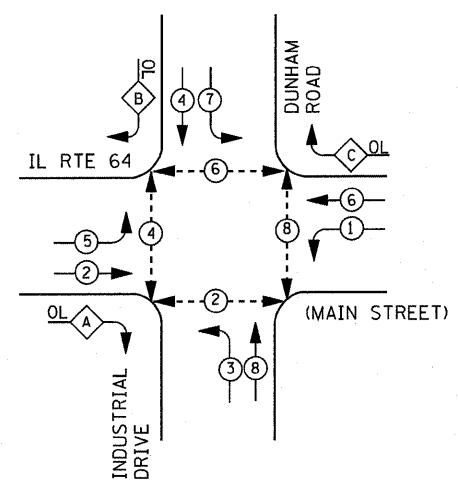 OL
B
4
7
DUNHAM
ROAD
IL RTE 64
C
OL
6
6
5
4
8
1
2
2
OL
A
(MAIN STREET)
3
8
INDUSTRIAL
DRIVE